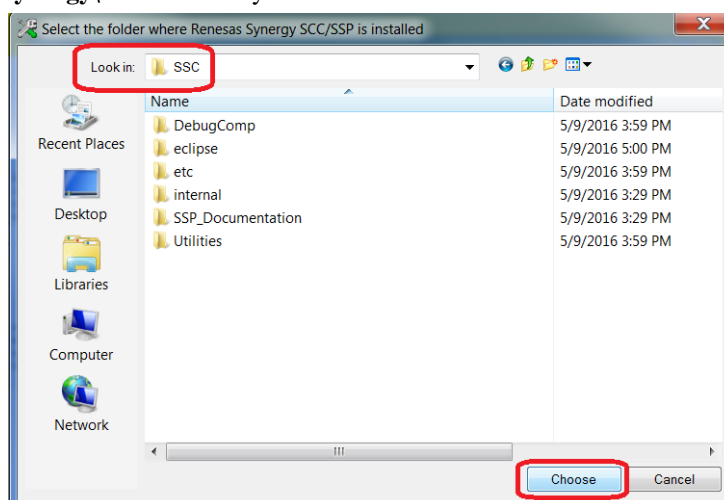 Select the folder where Renesas Synergy SCC/SSP is installed
Look in: SSC
Name Date modified
DebugComp 5/9/2016 3:59 PM
eclipse 5/9/2016 5:00 PM
etc 5/9/2016 3:59 PM
internal 5/9/2016 3:29 PM
SSP_Documentation 5/9/2016 3:29 PM
Utilities 5/9/2016 3:59 PM
Recent Places
Desktop
Libraries
Computer
Network
Choose Cancel